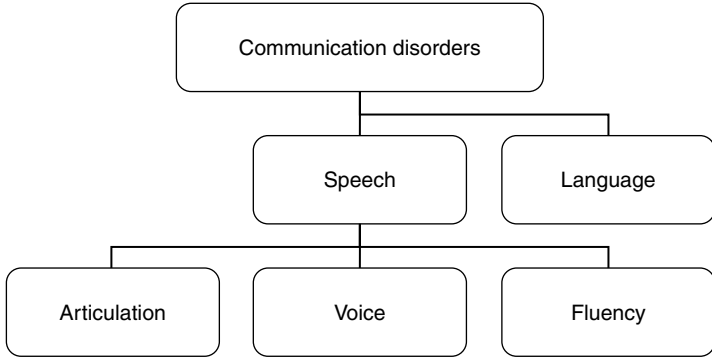 Communication disorders
Speech
Language
Articulation
Voice
Fluency